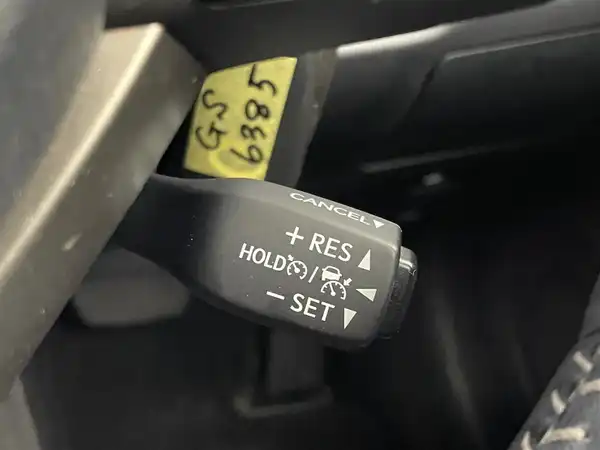 GS
6385
CANCEL▼
+ RES ▲
HOLD /
− SET ▼